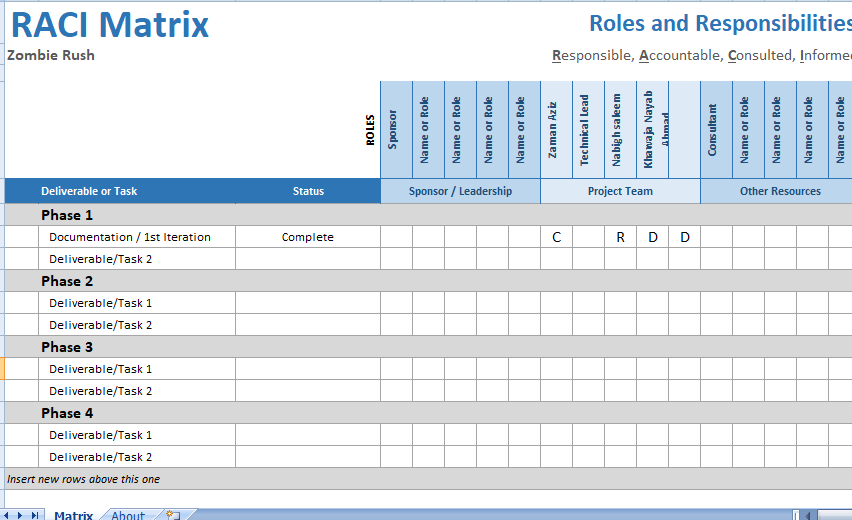 RACI Matrix
Roles and Responsibilities
Zombie Rush
Responsible, Accountable, Consulted, Informe
ROLES
Sponsor
Name or Role
Name or Role
Name or Role
Name or Role
Zaman Aziz
Technical Lead
Nabigh saleem
Khawaja Nayab
Ahmad
Consultant
Name or Role
Name or Role
Name or Role
Name or Role
Deliverable or Task Status Sponsor / Leadership Project Team Other Resources
Phase 1
Documentation / 1st Iteration Complete C R D D
Deliverable/Task 2
Phase 2
Deliverable/Task 1
Deliverable/Task 2
Phase 3
Deliverable/Task 1
Deliverable/Task 2
Phase 4
Deliverable/Task 1
Deliverable/Task 2
Insert new rows above this one
Matrix About